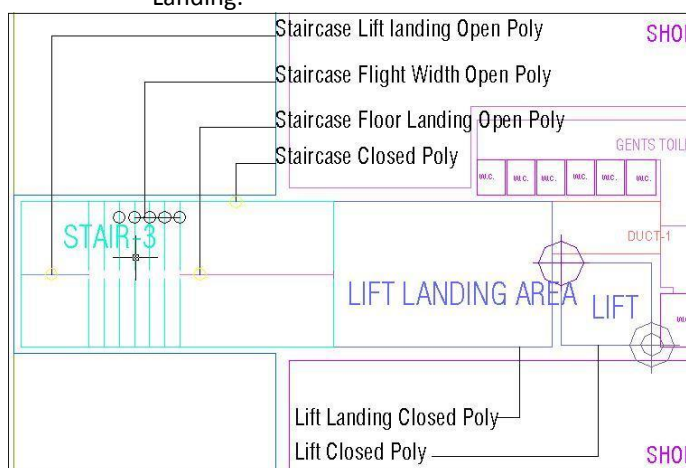 Landing.
Staircase Lift landing Open Poly
SHO
Staircase Flight Width Open Poly
Staircase Floor Landing Open Poly
GENTS TOIL
Staircase Closed Poly
W.C. W.C. W.C. W.C. W.C. W.C.
STAIR-3
DUCT-1
LIFT LANDING AREA
LIFT
Lift Landing Closed Poly
Lift Closed Poly
SHO